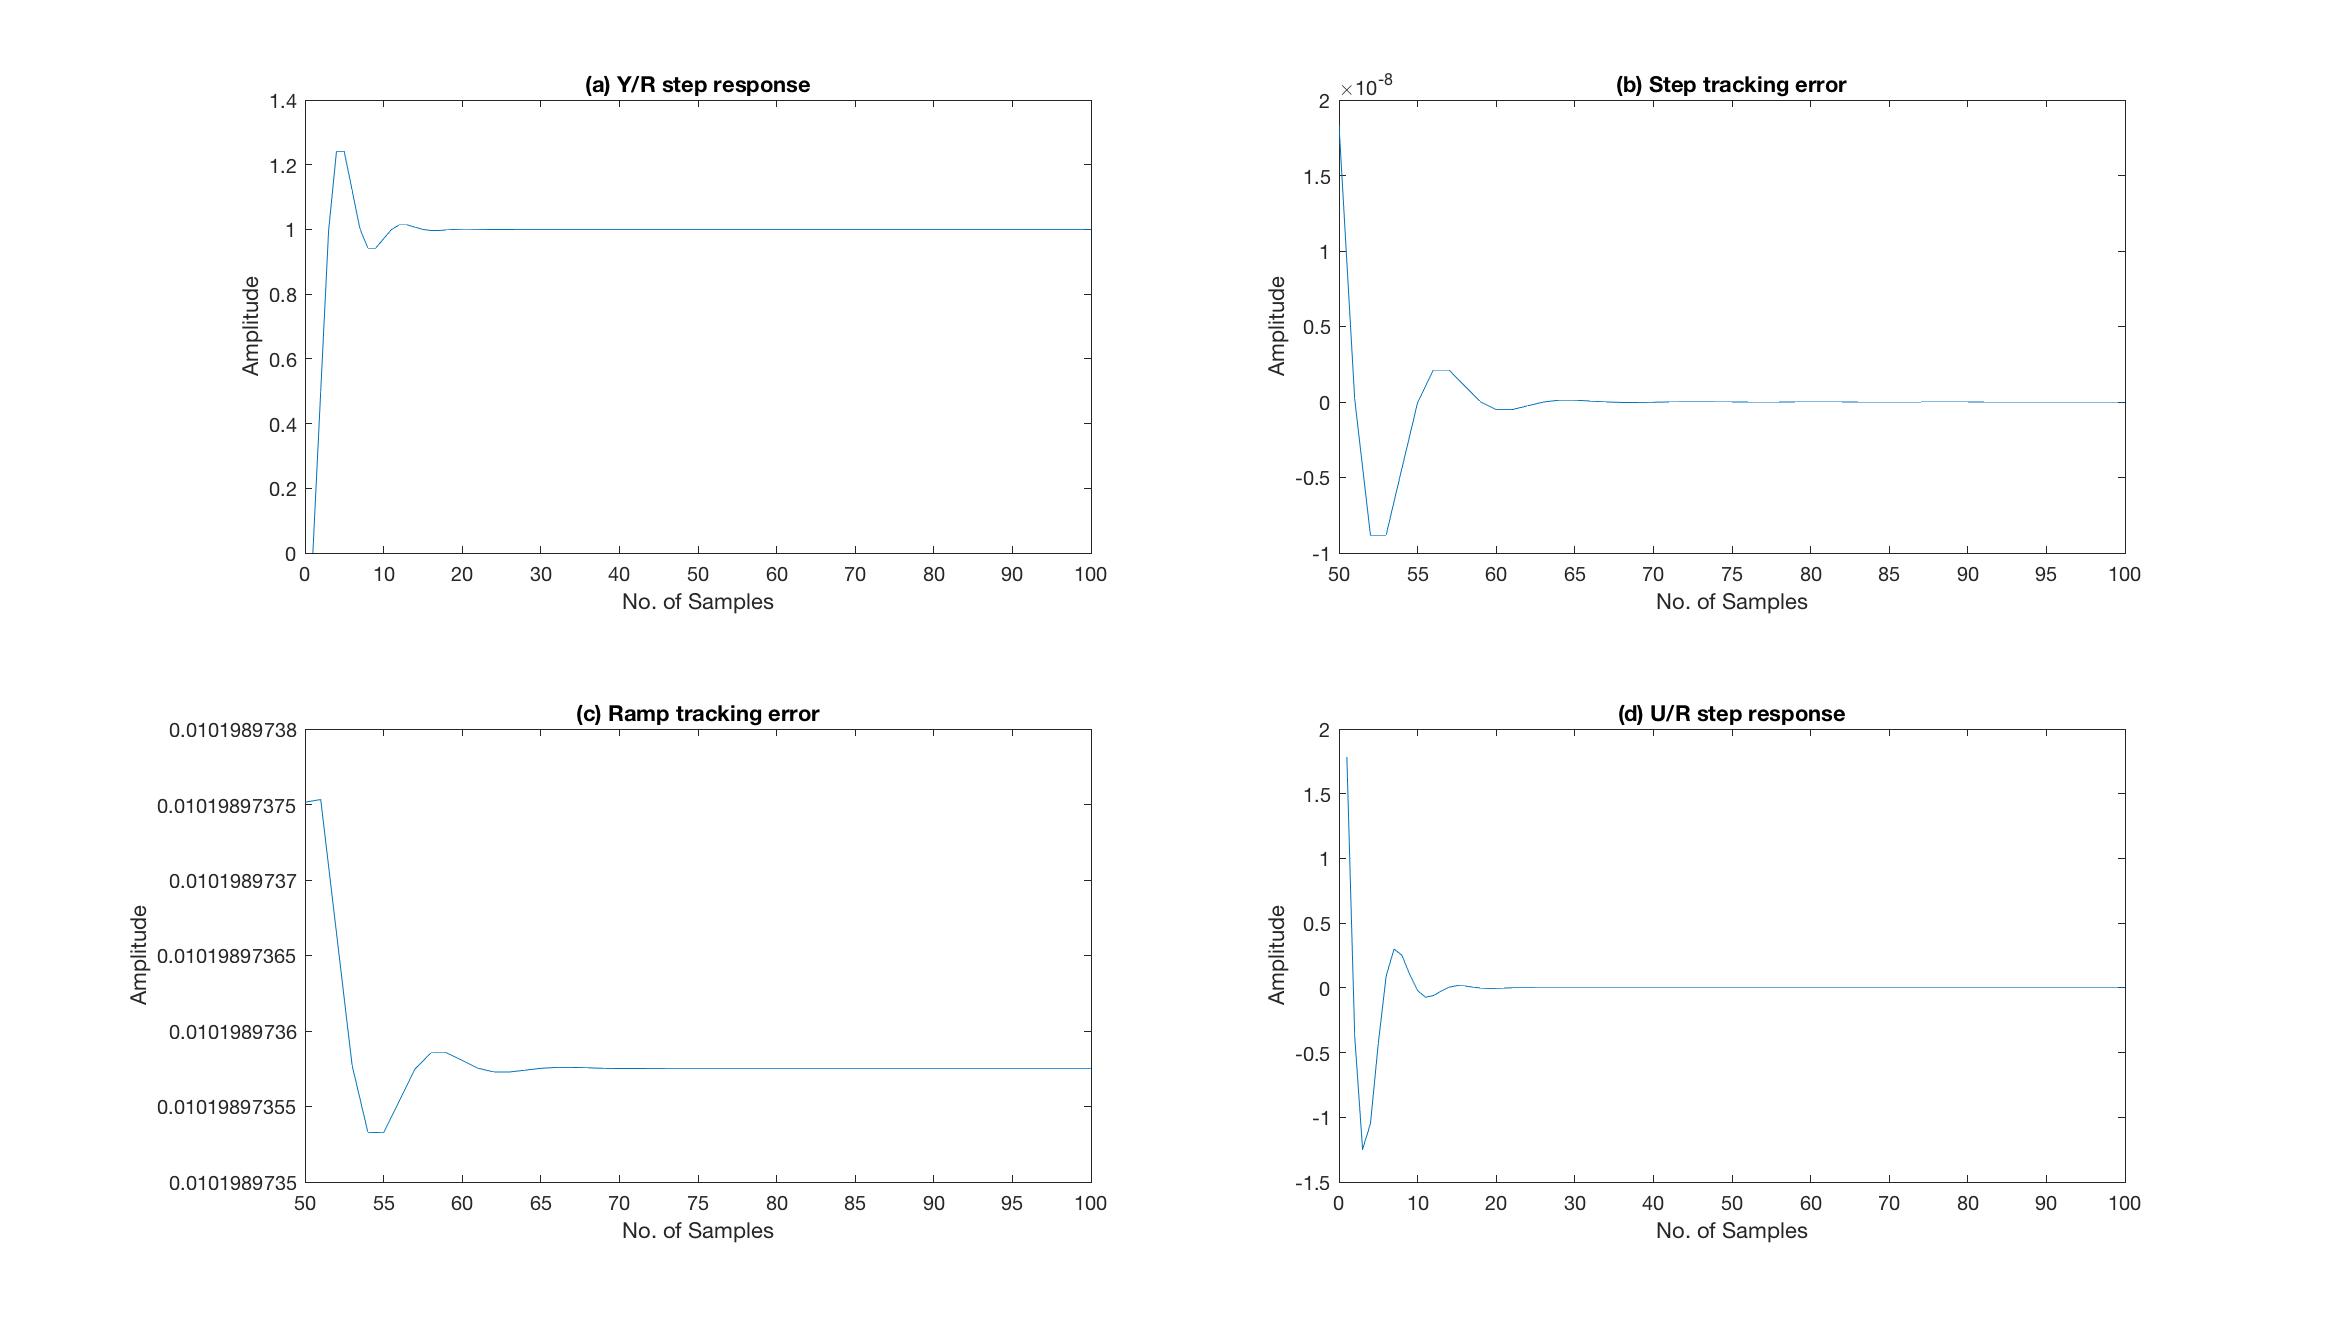 (a) Y/R step response
1.4
1.2
1
0.8
0.6
0.4
0.2
0
Amplitude
0 10 20 30 40 50 60 70 80 90 100
No. of Samples
(b) Step tracking error
×10-8
2
1.5
1
0.5
0
-0.5
-1
Amplitude
50 55 60 65 70 75 80 85 90 95 100
No. of Samples
(c) Ramp tracking error
0.0101989738
0.01019897375
0.0101989737
0.01019897365
0.0101989736
0.01019897355
0.0101989735
Amplitude
50 55 60 65 70 75 80 85 90 95 100
No. of Samples
(d) U/R step response
2
1.5
1
0.5
0
-0.5
-1
-1.5
Amplitude
0 10 20 30 40 50 60 70 80 90 100
No. of Samples